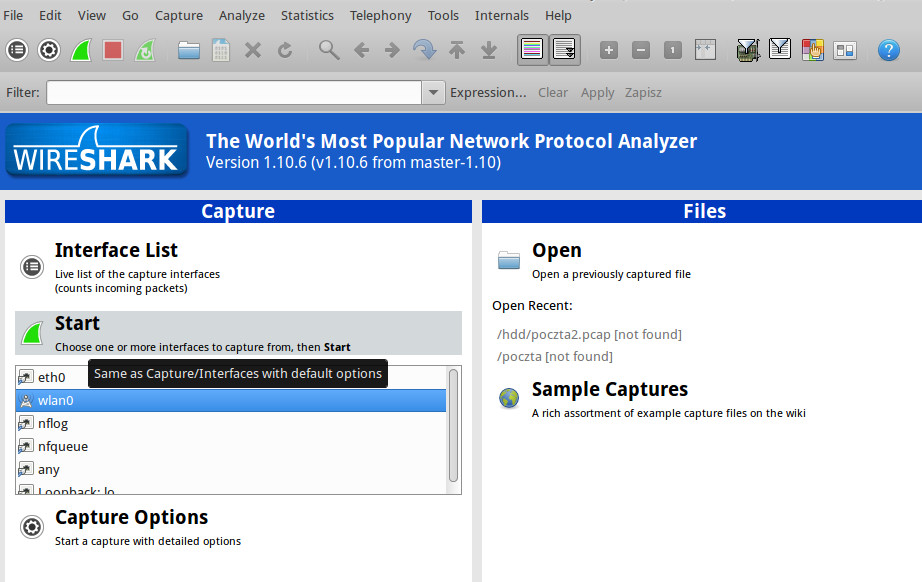 File Edit View Go Capture Analyze Statistics Telephony Tools Internals Help
1
?
Filter: Expression... Clear Apply Zapisz
WIRESHARK
The World's Most Popular Network Protocol Analyzer
Version 1.10.6 (v1.10.6 from master-1.10)
Capture
Interface List
Live list of the capture interfaces
(counts incoming packets)
Start
Choose one or more interfaces to capture from, then Start
Same as Capture/Interfaces with default options
eth0
wlan0
nflog
nfqueue
any
Loopback: lo
Capture Options
Start a capture with detailed options
Files
Open
Open a previously captured file
Open Recent:
/hdd/poczta2.pcap [not found]
/poczta [not found]
Sample Captures
A rich assortment of example capture files on the wiki